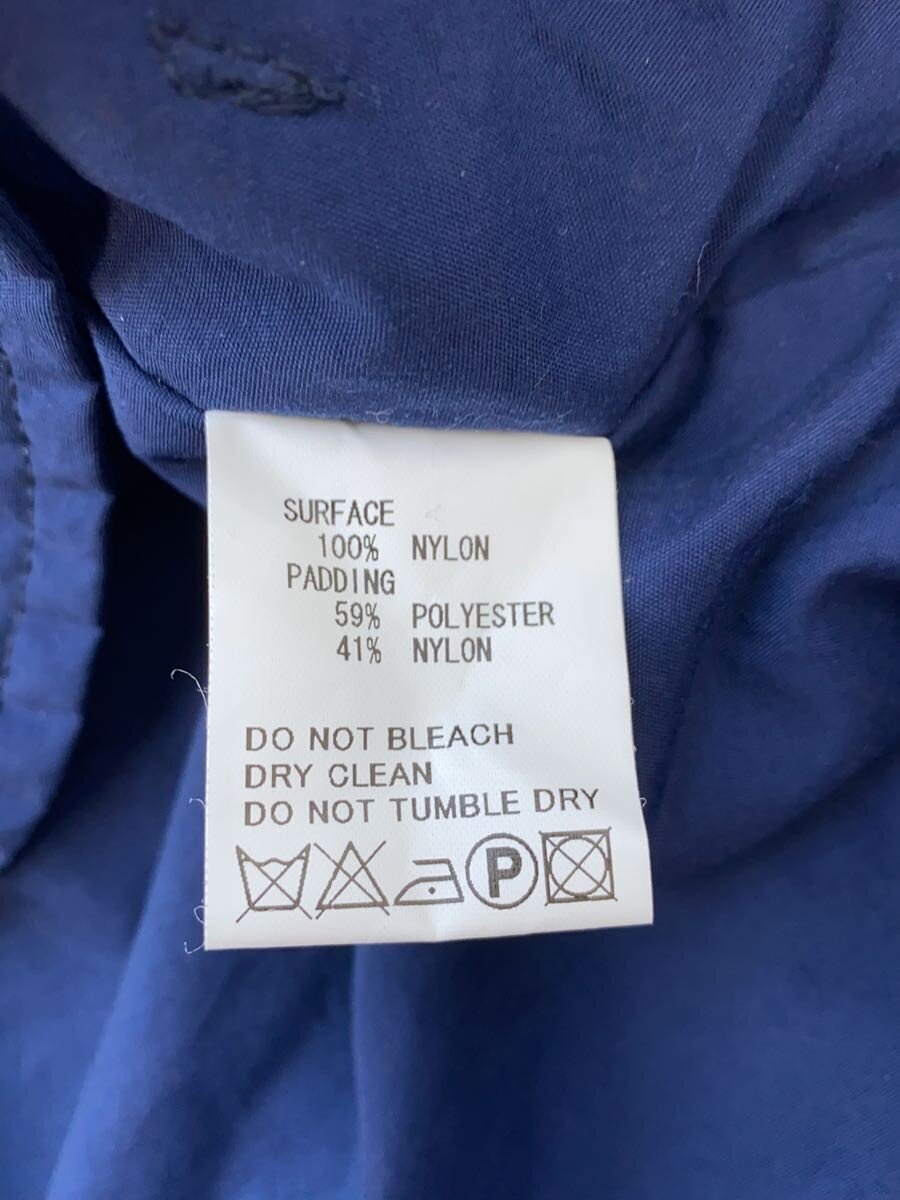 SURFACE
100% NYLON
PADDING
59% POLYESTER
41% NYLON
DO NOT BLEACH
DRY CLEAN
DO NOT TUMBLE DRY
P